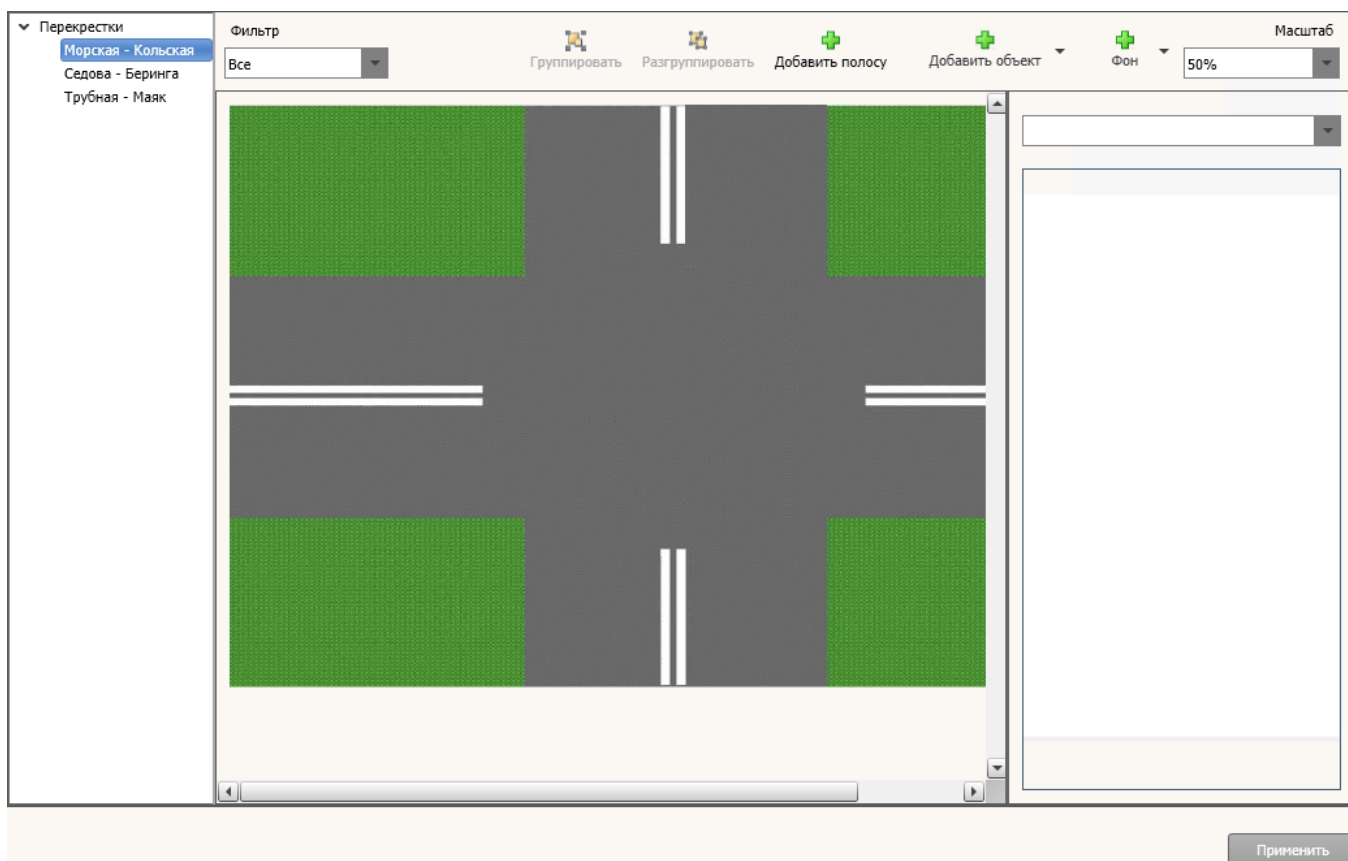 Перекрестки
Морская - Кольская
Седова - Беринга
Трубная - Маяк
Фильтр
Все
Группировать
Разгруппировать
Добавить полосу
Добавить объект
Фон
Масштаб
50%
Применить